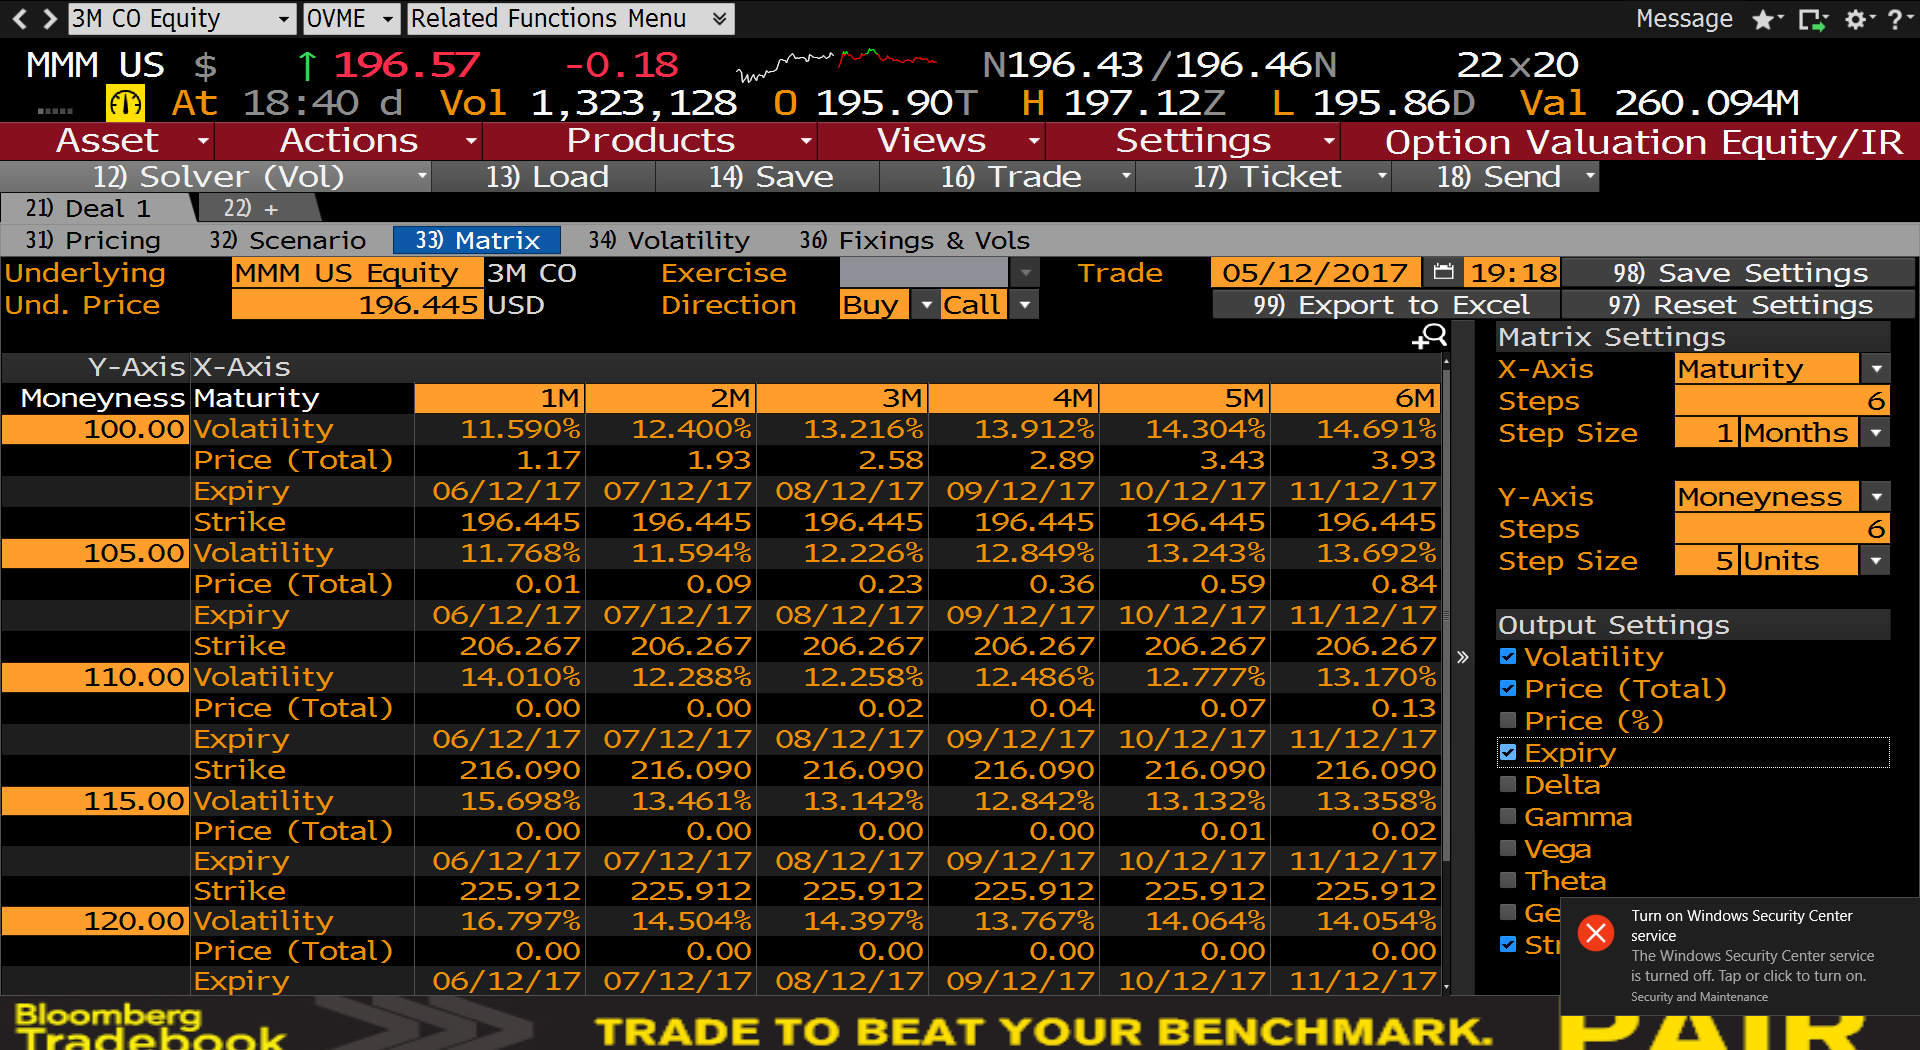 3M CO Equity OVME Related Functions Menu Message
MMM US $ ↑ 196.57 -0.18 N196.43 /196.46N 22x20
At 18:40 d Vol 1,323,128 O 195.90T H 197.12Z L 195.86D Val 260.094M
Asset Actions Products Views Settings Option Valuation Equity/IR
12) Solver (Vol) 13) Load 14) Save 16) Trade 17) Ticket 18) Send
21) Deal 1 22) +
31) Pricing 32) Scenario 33) Matrix 34) Volatility 36) Fixings & Vols
Underlying MMM US Equity 3M CO Exercise Trade 05/12/2017 19:18 98) Save Settings
Und. Price 196.445 USD Direction Buy Call 99) Export to Excel 97) Reset Settings
Y-Axis X-Axis
Moneyness Maturity 1M 2M 3M 4M 5M 6M
100.00 Volatility 11.590% 12.400% 13.216% 13.912% 14.304% 14.691%
Price (Total) 1.17 1.93 2.58 2.89 3.43 3.93
Expiry 06/12/17 07/12/17 08/12/17 09/12/17 10/12/17 11/12/17
Strike 196.445 196.445 196.445 196.445 196.445 196.445
105.00 Volatility 11.768% 11.594% 12.226% 12.849% 13.243% 13.692%
Price (Total) 0.01 0.09 0.23 0.36 0.59 0.84
Expiry 06/12/17 07/12/17 08/12/17 09/12/17 10/12/17 11/12/17
Strike 206.267 206.267 206.267 206.267 206.267 206.267
110.00 Volatility 14.010% 12.288% 12.258% 12.486% 12.777% 13.170%
Price (Total) 0.00 0.00 0.02 0.04 0.07 0.13
Expiry 06/12/17 07/12/17 08/12/17 09/12/17 10/12/17 11/12/17
Strike 216.090 216.090 216.090 216.090 216.090 216.090
115.00 Volatility 15.698% 13.461% 13.142% 12.842% 13.132% 13.358%
Price (Total) 0.00 0.00 0.00 0.00 0.01 0.02
Expiry 06/12/17 07/12/17 08/12/17 09/12/17 10/12/17 11/12/17
Strike 225.912 225.912 225.912 225.912 225.912 225.912
120.00 Volatility 16.797% 14.504% 14.397% 13.767% 14.064% 14.054%
Price (Total) 0.00 0.00 0.00 0.00 0.00 0.00
Expiry 06/12/17 07/12/17 08/12/17 09/12/17 10/12/17 11/12/17
Matrix Settings
X-Axis Maturity
Steps 6
Step Size 1 Months
Y-Axis Moneyness
Steps 6
Step Size 5 Units
Output Settings
Volatility
Price (Total)
Price (%)
Expiry
Delta
Gamma
Vega
Theta
Ge
Str
Turn on Windows Security Center
service
The Windows Security Center service
is turned off. Tap or click to turn on.
Security and Maintenance
Bloomberg
Tradebook
TRADE TO BEAT YOUR BENCHMARK.
PAIR